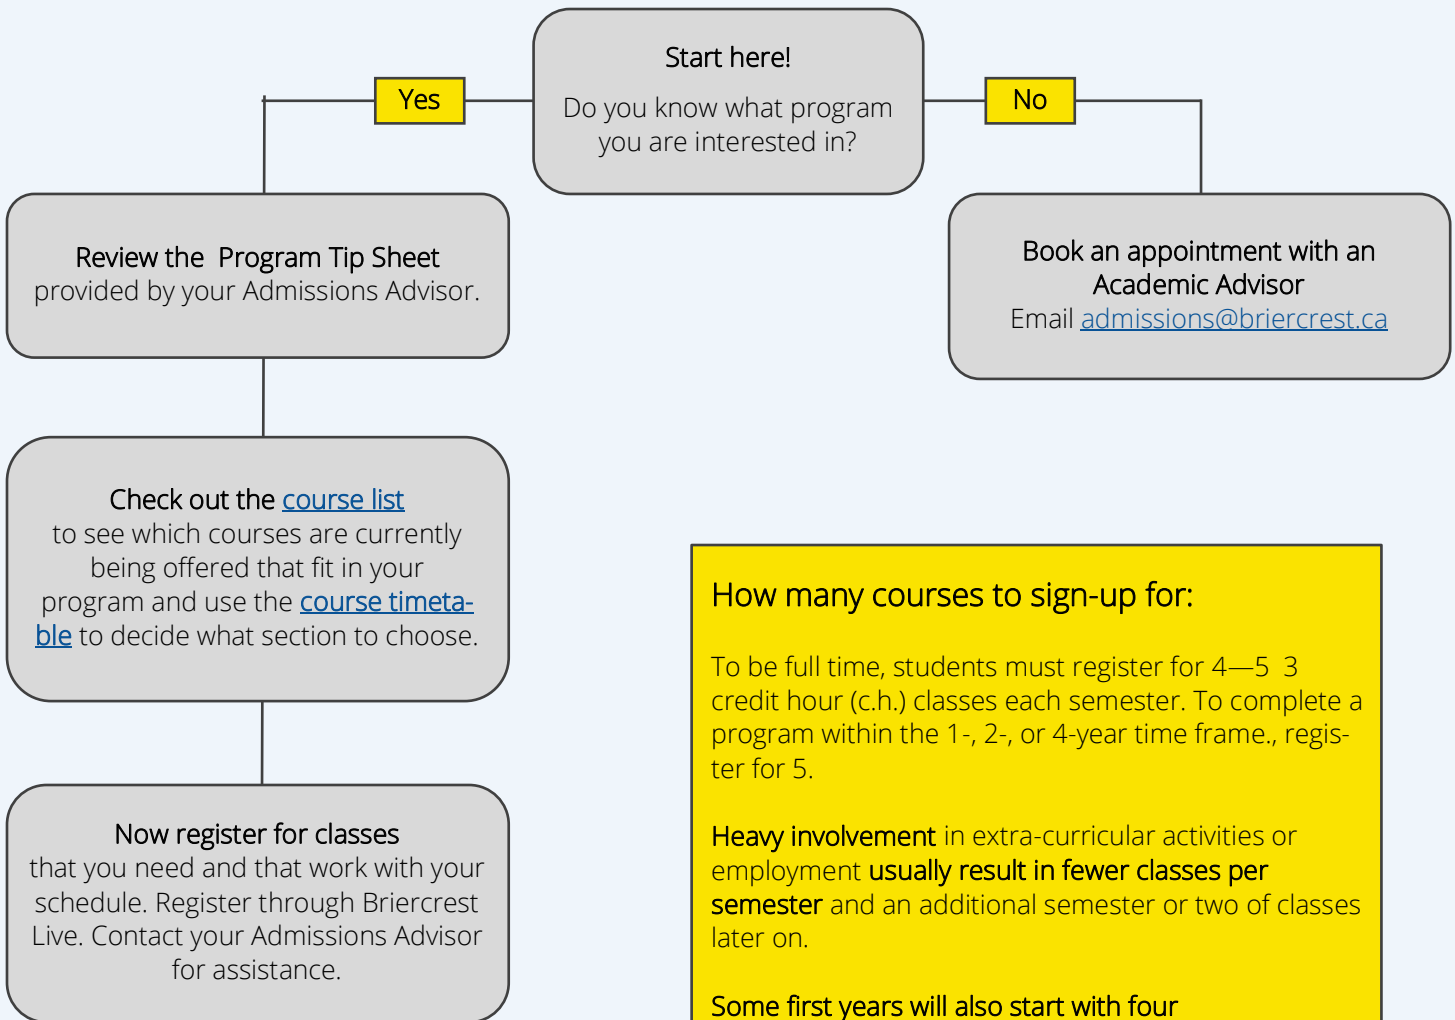 Start here!
Do you know what program
you are interested in?
Yes
No
Review the  Program Tip Sheet
provided by your Admissions Advisor.
Book an appointment with an
Academic Advisor
Email admissions@briercrest.ca
Check out the course list
to see which courses are currently
being offered that fit in your
program and use the course timeta-
ble to decide what section to choose.
Now register for classes
that you need and that work with your
schedule. Register through Briercrest
Live. Contact your Admissions Advisor
for assistance.
How many courses to sign-up for:
To be full time, students must register for 4—5  3
credit hour (c.h.) classes each semester. To complete a
program within the 1-, 2-, or 4-year time frame., regis-
ter for 5.
Heavy involvement in extra-curricular activities or
employment usually result in fewer classes per
semester and an additional semester or two of classes
later on.
Some first years will also start with four